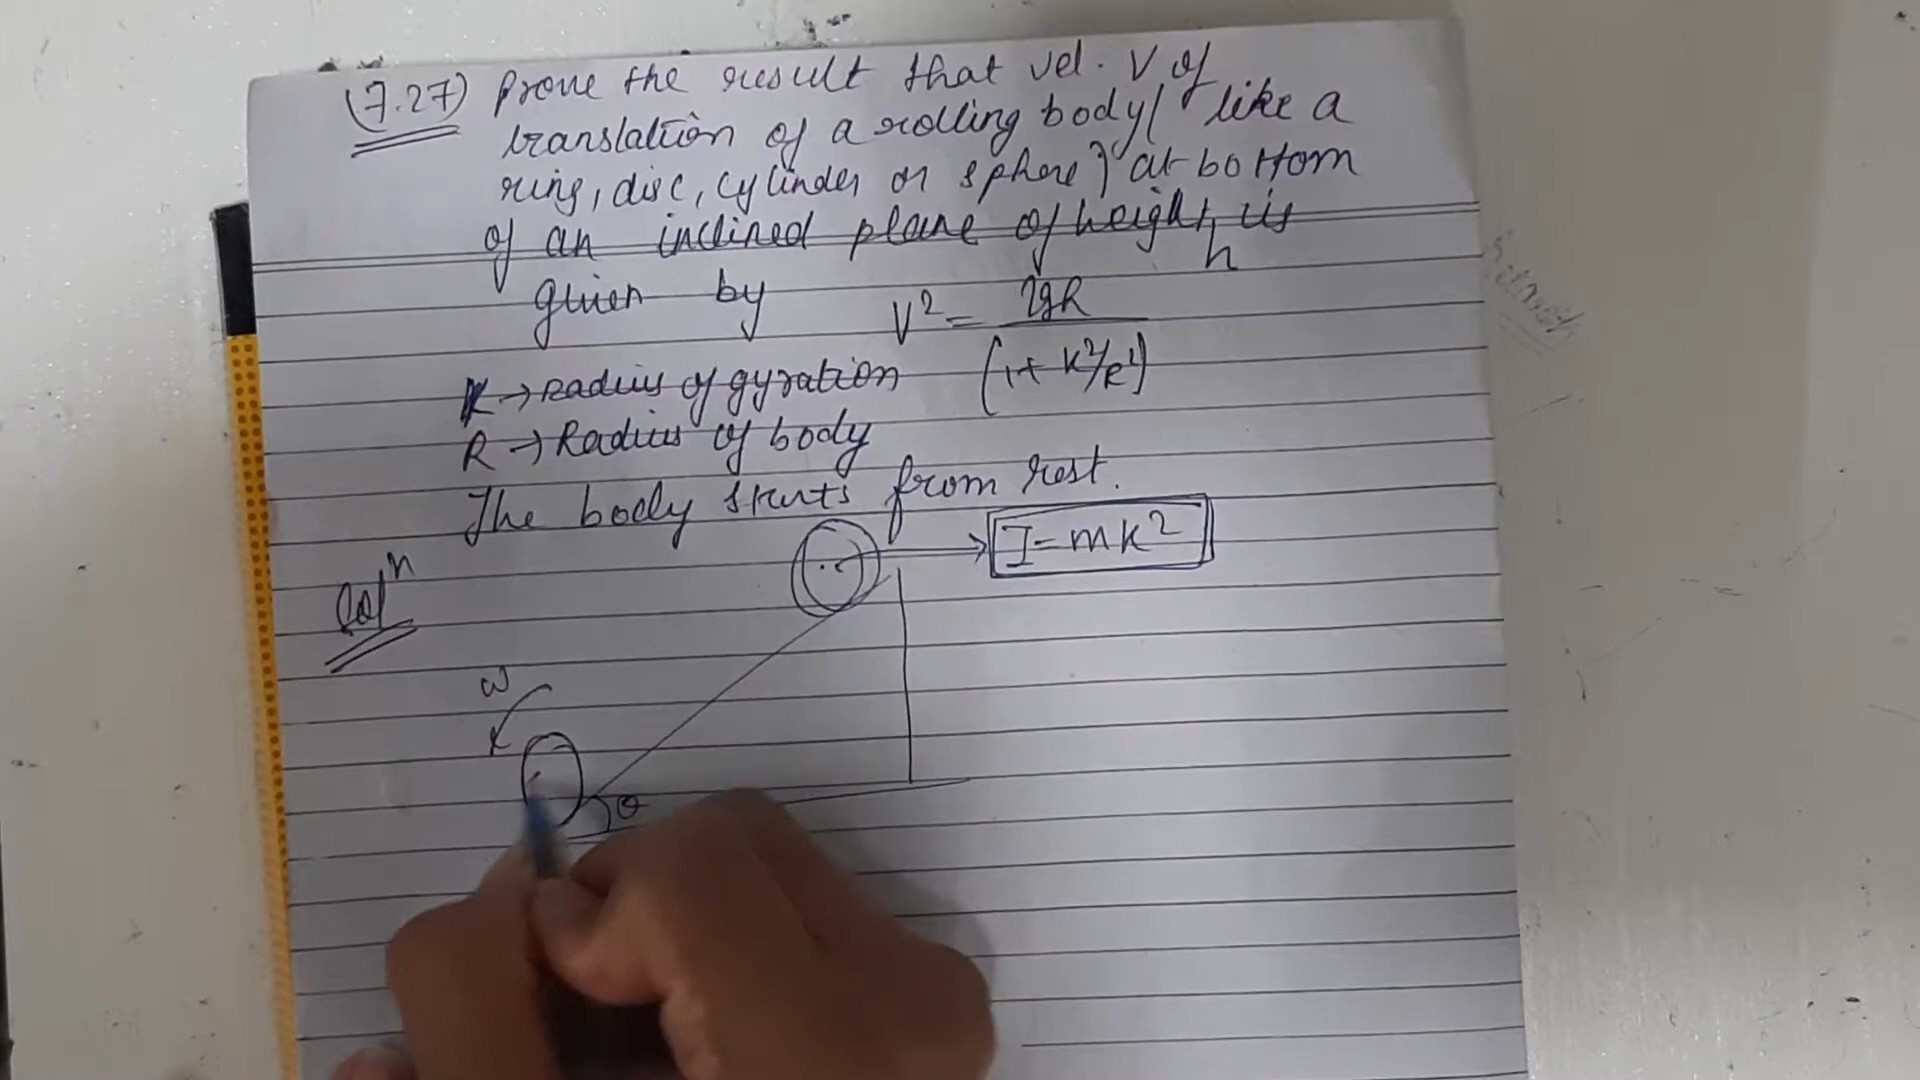 (7.27) Prove the result that vel. V of
translation of a rolling body (like a
ring, disc, cylinder or sphere) at bottom
of an inclined plane of height h is
given by V² = 2gh
(1 + k²/R²)
K → radius of gyration
R → Radius of body
The body starts from rest.
I = mk²
Solⁿ
ω
θ